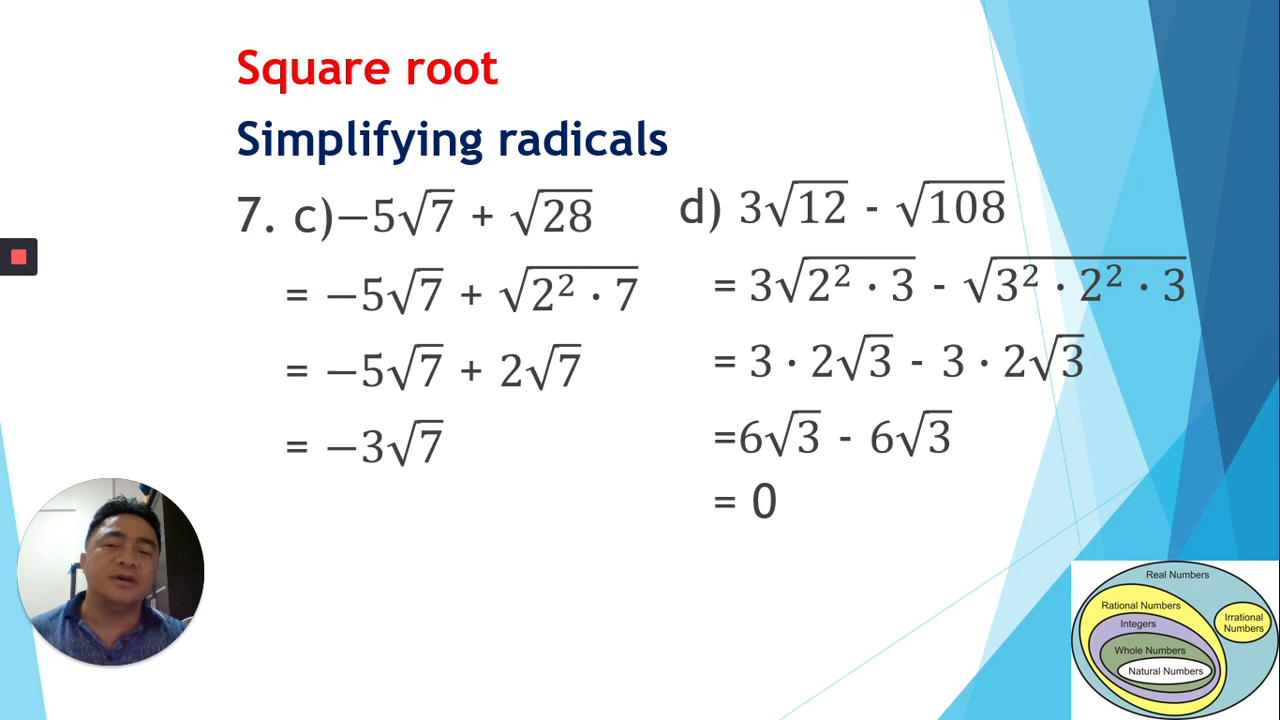 Square root
Simplifying radicals
7. c)−5√7 + √28
= −5√7 + √(2² · 7)
= −5√7 + 2√7
= −3√7
d) 3√12 - √108
= 3√(2² · 3) - √(3² · 2² · 3)
= 3 · 2√3 - 3 · 2√3
=6√3 - 6√3
= 0
Real Numbers
Rational Numbers
Irrational
Numbers
Integers
Whole Numbers
Natural Numbers